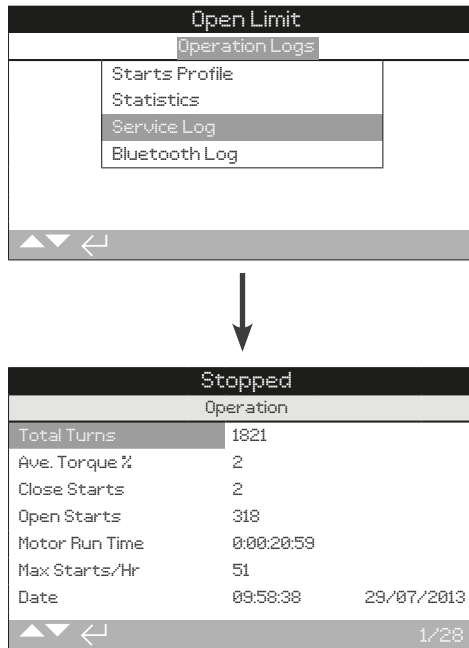 Open Limit
Operation Logs
Starts Profile
Statistics
Service Log
Bluetooth Log
Stopped
Operation
Total Turns 1821
Ave. Torque % 2
Close Starts 2
Open Starts 318
Motor Run Time 0:00:20:59
Max Starts/Hr 51
Date 09:58:38 29/07/2013
1/28